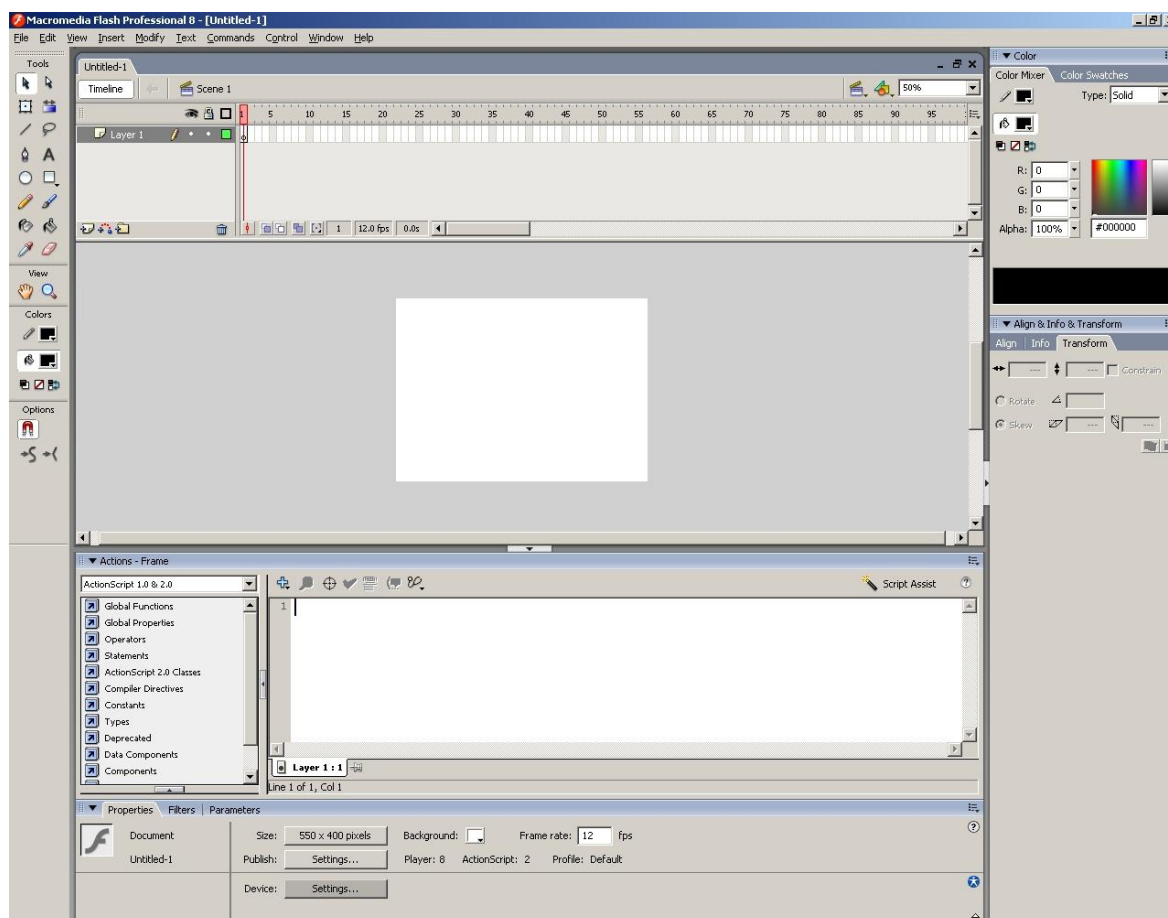 Macromedia Flash Professional 8 - [Untitled-1]
File Edit View Insert Modify Text Commands Control Window Help
Tools
View
Colors
Options
Untitled-1
Timeline Scene 1 50%
1 5 10 15 20 25 30 35 40 45 50 55 60 65 70 75 80 85 90 95
Layer 1
1 12.0 fps 0.0s
Actions - Frame
ActionScript 1.0 & 2.0
Script Assist
Global Functions
Global Properties
Operators
Statements
ActionScript 2.0 Classes
Compiler Directives
Constants
Types
Deprecated
Data Components
Components
1
Layer 1 : 1
Line 1 of 1, Col 1
Properties Filters Parameters
Document Size: 550 x 400 pixels Background: Frame rate: 12 fps
Untitled-1 Publish: Settings... Player: 8 ActionScript: 2 Profile: Default
Device: Settings...
Color
Color Mixer Color Swatches
Type: Solid
R: 0
G: 0
B: 0
Alpha: 100% #000000
Align & Info & Transform
Align Info Transform
--- --- Constrain
Rotate
Skew --- ---